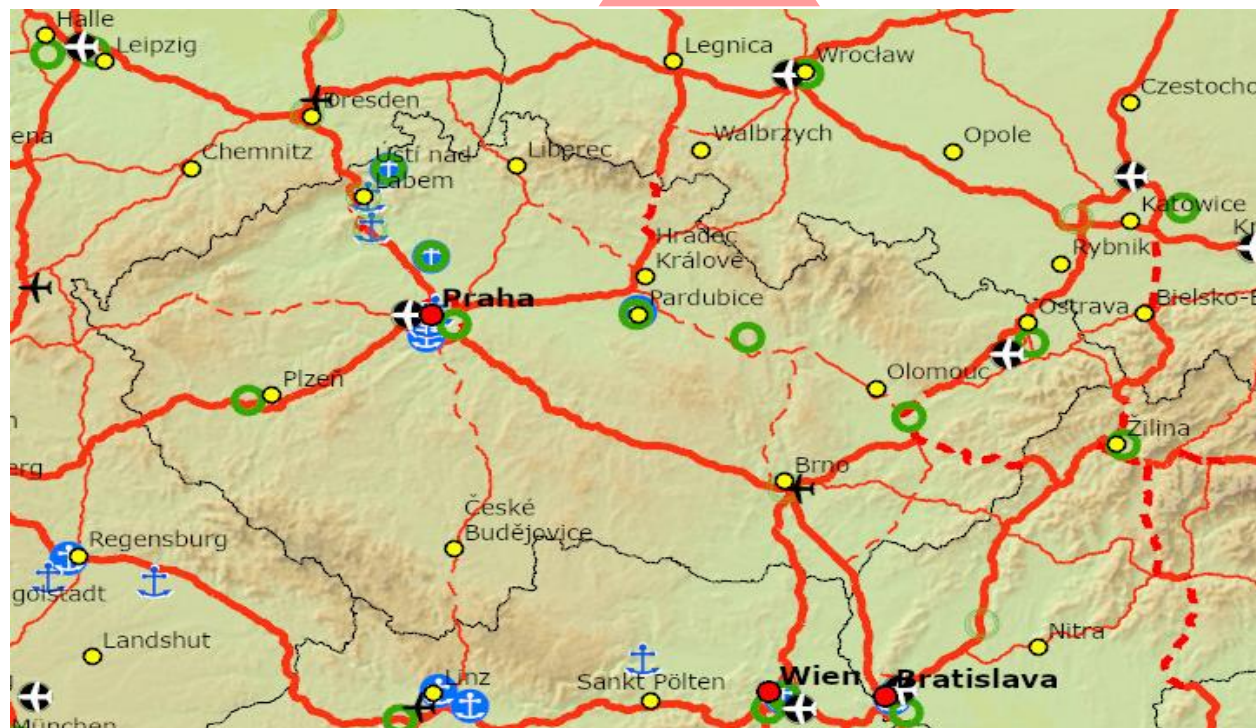 Halle
Leipzig
Legnica
Wrocław
Czestocho
Dresden
ena
Chemnitz
Ústí nad
Labem
Liberec
Walbrzych
Opole
Katowice
Rybnik
Hradec
Králové
Praha
Pardubice
Ostrava
Bielsko-B
Plzeň
Olomouc
Žilina
erg
Brno
České
Budějovice
Regensburg
golstadt
Landshut
Nitra
Linz
Sankt Pölten
Wien
Bratislava
München